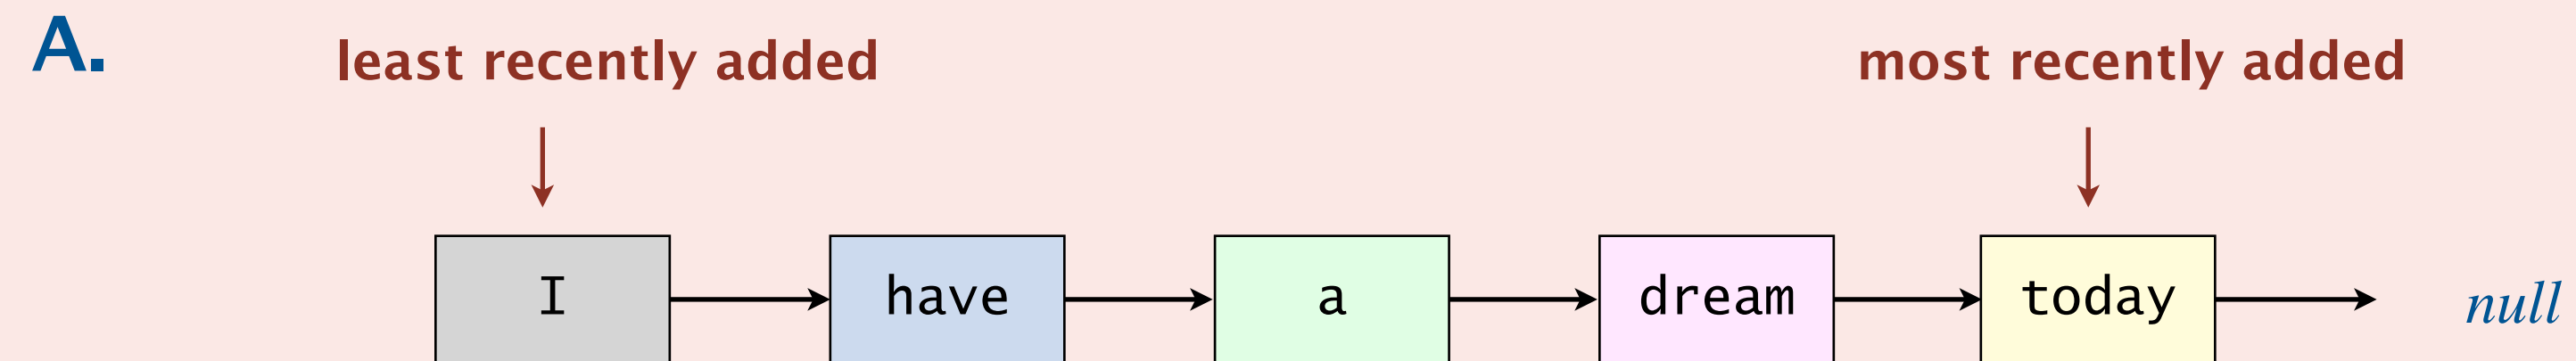 A.
least recently added most recently added
I have a dream today null